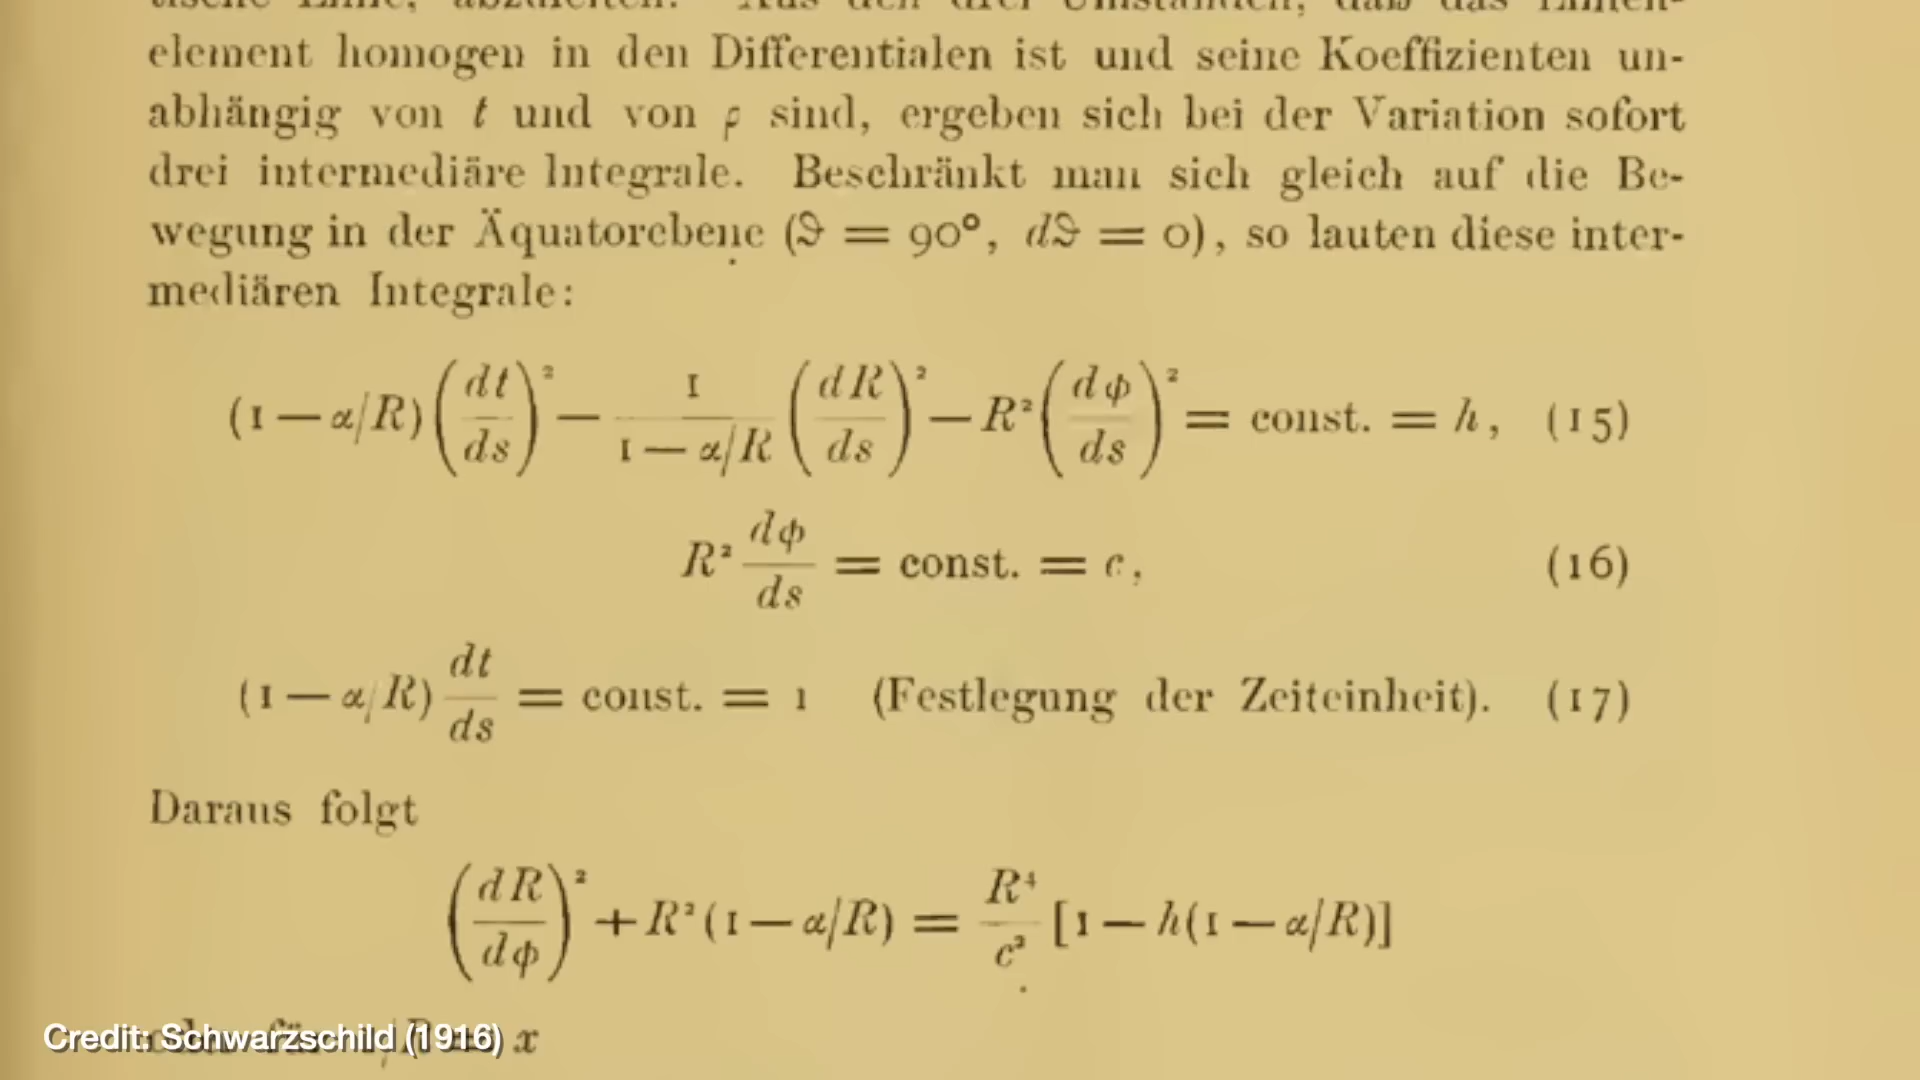 element homogen in den Differentialen ist und seine Koeffizienten un-
abhängig von t und von ρ sind, ergeben sich bei der Variation sofort
drei intermediäre Integrale. Beschränkt man sich gleich auf die Be-
wegung in der Äquatorebene (ϑ = 90°, dϑ = 0), so lauten diese inter-
mediären Integrale:
(1 — α/R) (dt/ds)² — 1/(1 — α/R) (dR/ds)² — R² (dφ/ds)² = const. = h, (15)
R² dφ/ds = const. = c, (16)
(1 — α/R) dt/ds = const. = 1 (Festlegung der Zeiteinheit). (17)
Daraus folgt
(dR/dφ)² + R² (1 — α/R) = R⁴/c² [1 — h(1 — α/R)]
Credit: Schwarzschild (1916) x